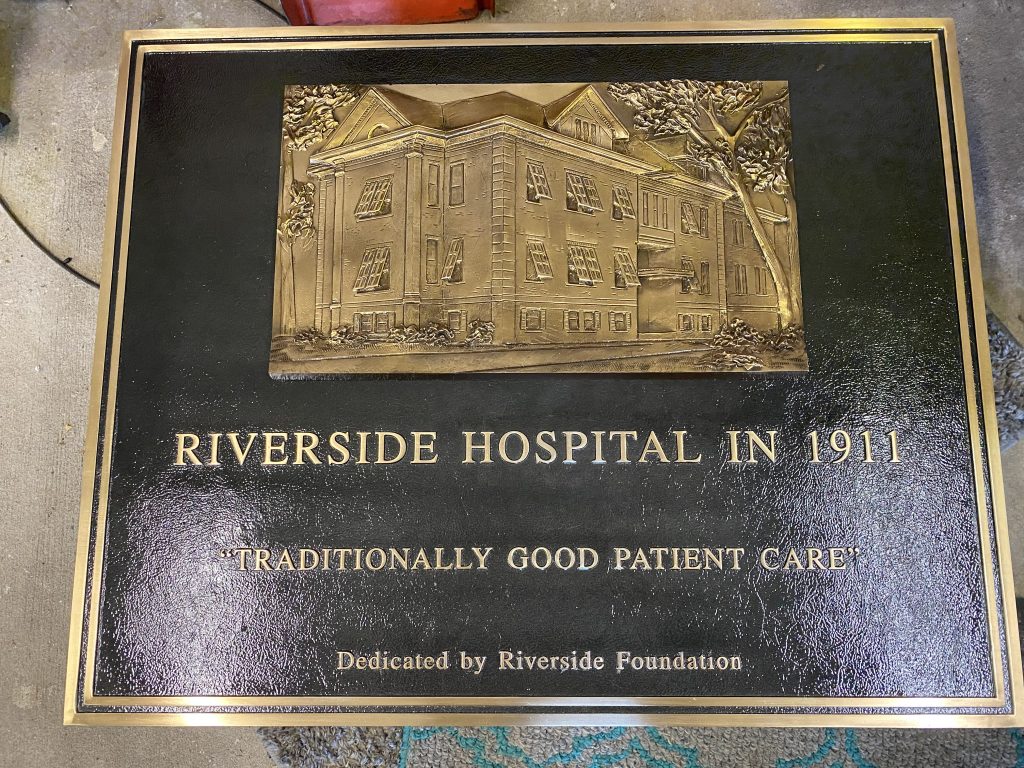 RIVERSIDE HOSPITAL IN 1911
“TRADITIONALLY GOOD PATIENT CARE”
Dedicated by Riverside Foundation